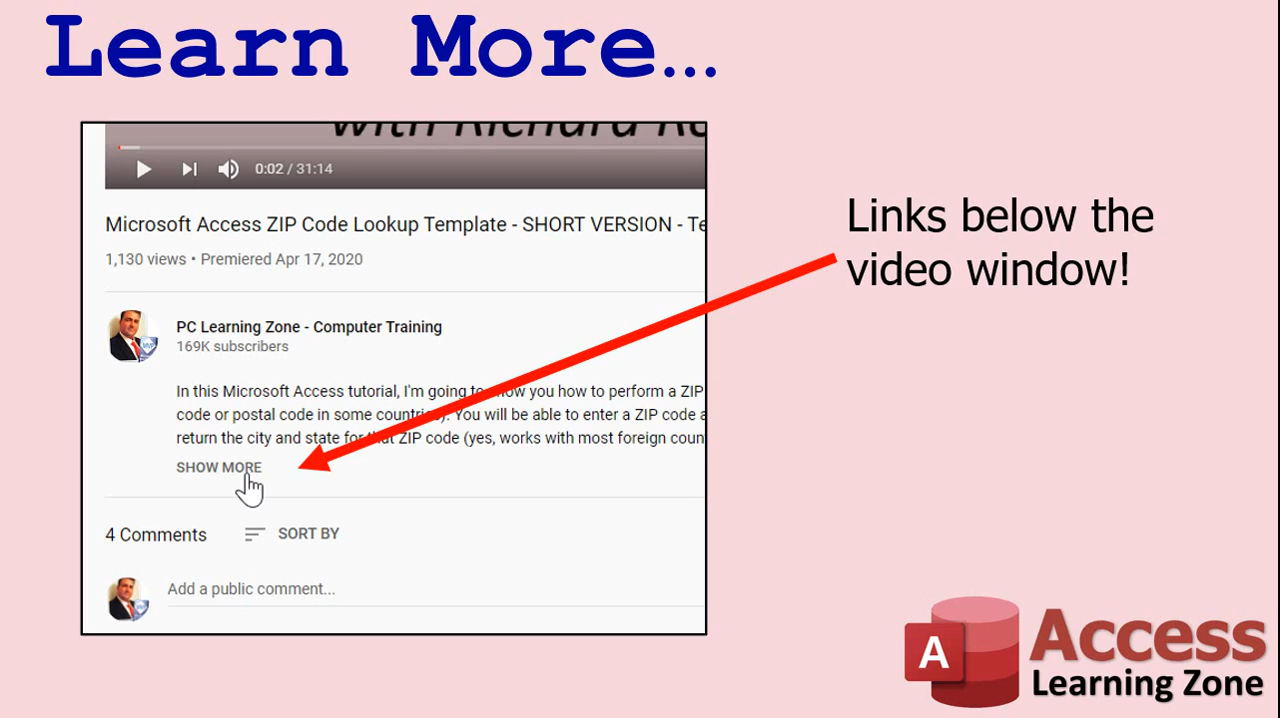 Learn More...
with Richard
0:02 / 31:14
Microsoft Access ZIP Code Lookup Template - SHORT VERSION -
1,130 views • Premiered Apr 17, 2020
PC Learning Zone - Computer Training
169K subscribers
In this Microsoft Access tutorial, I'm going to show you how to perform a ZIP
code or postal code in some countries). You will be able to enter a ZIP code
return the city and state for that ZIP code (yes, works with most foreign
SHOW MORE
4 Comments
SORT BY
Add a public comment...
Links below the
video window!
A
Access
Learning Zone